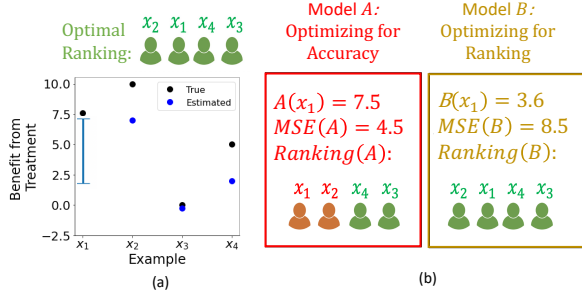 Optimal
Ranking:
x₂ x₁ x₄ x₃
10.0
7.5
5.0
2.5
0.0
−2.5
True
Estimated
Benefit from
Treatment
x₁ x₂ x₃ x₄
Example
(a)
Model A:
Optimizing for
Accuracy
A(x₁) = 7.5
MSE(A) = 4.5
Ranking(A):
x₁ x₂ x₄ x₃
Model B:
Optimizing for
Ranking
B(x₁) = 3.6
MSE(B) = 8.5
Ranking(B):
x₂ x₁ x₄ x₃
(b)